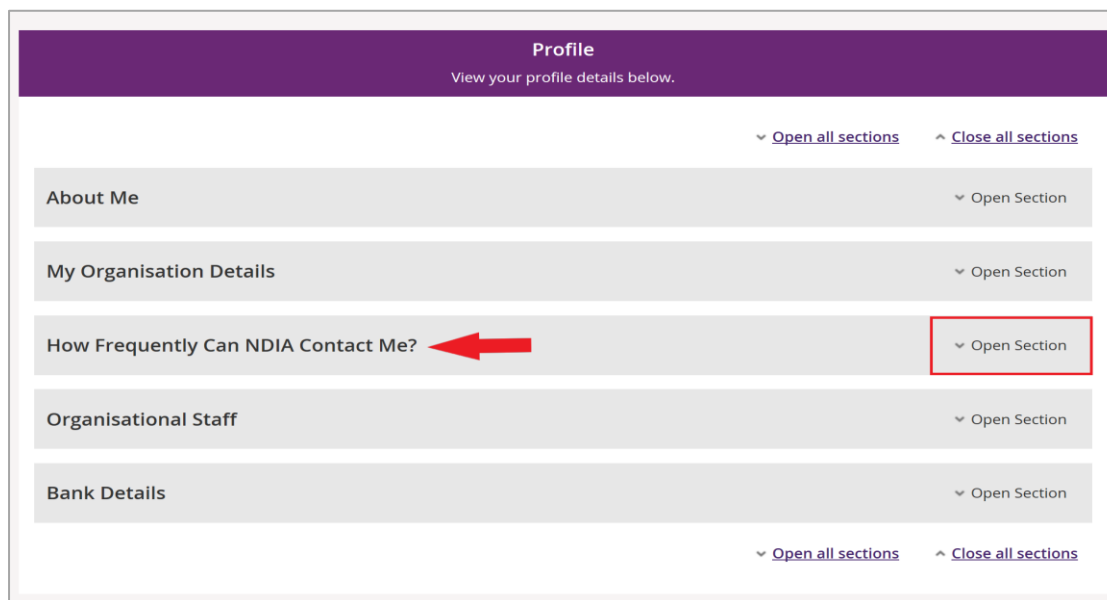 Profile
View your profile details below.
Open all sections Close all sections
About Me Open Section
My Organisation Details Open Section
How Frequently Can NDIA Contact Me? Open Section
Organisational Staff Open Section
Bank Details Open Section
Open all sections Close all sections